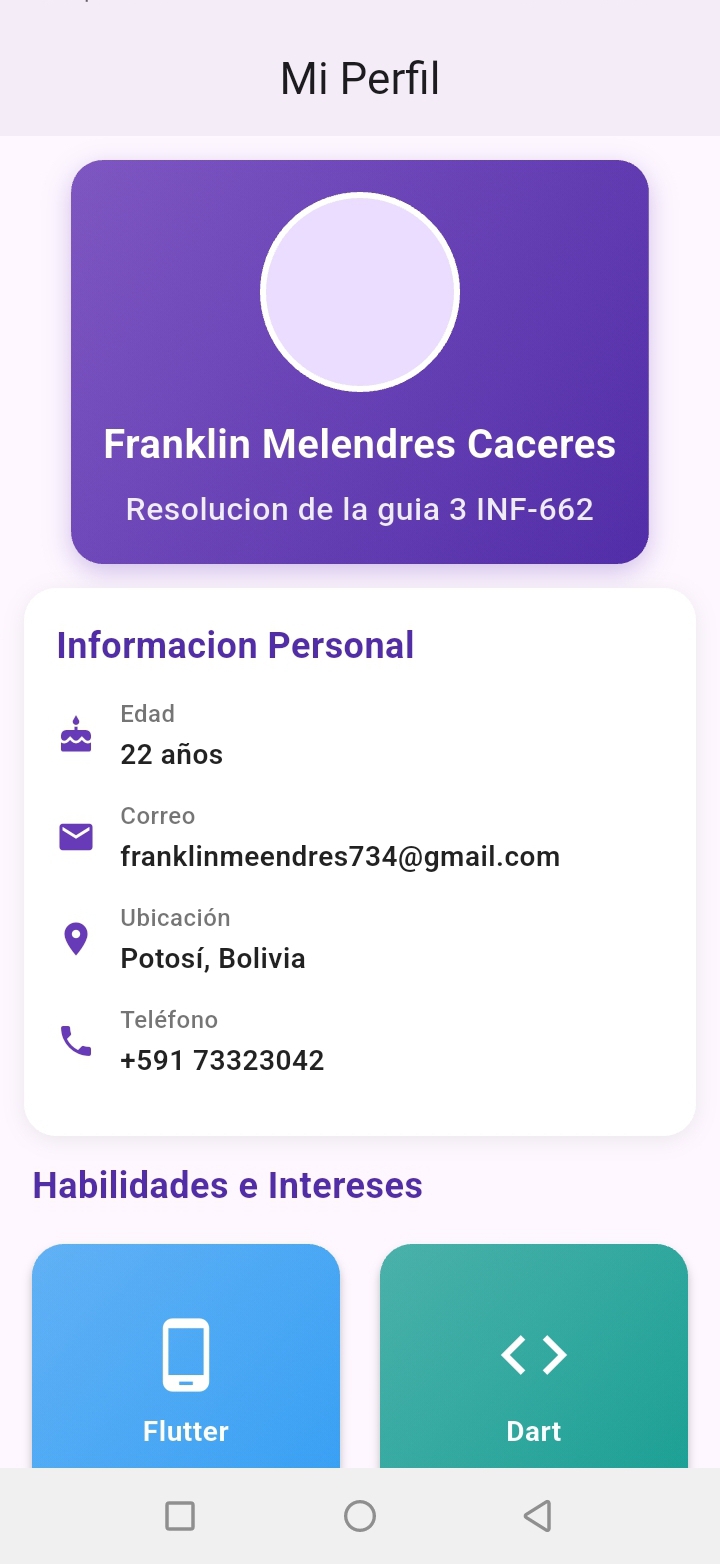 Mi Perfil
Franklin Melendres Caceres
Resolucion de la guia 3 INF-662
Informacion Personal
Edad
22 años
Correo
franklinmeendres734@gmail.com
Ubicación
Potosí, Bolivia
Teléfono
+591 73323042
Habilidades e Intereses
Flutter
Dart